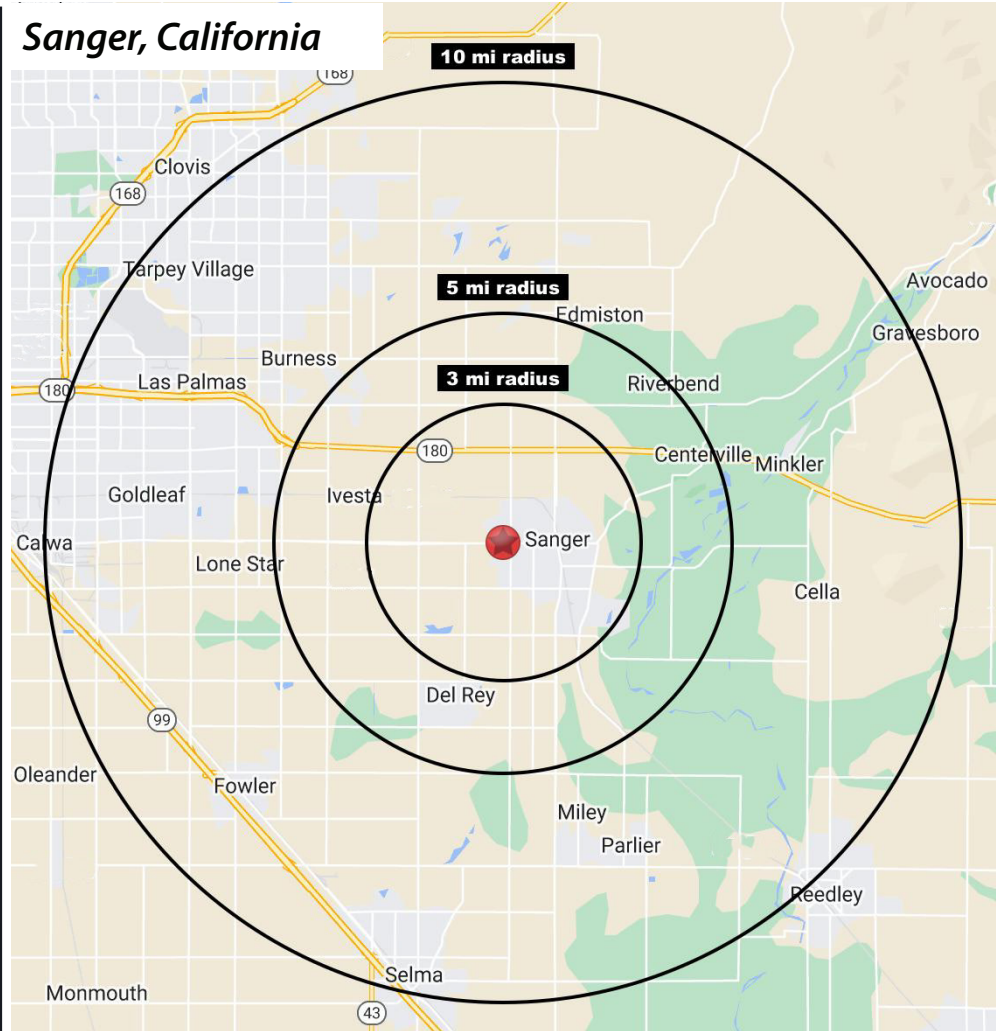 Sanger, California
10 mi radius
168
Clovis
168
Tarpey Village
Avocado
5 mi radius
Edmiston
Gravesboro
Burness
3 mi radius
Las Palmas
Riverbend
180
180
Centerville
Minkler
Goldleaf
Ivesta
Sanger
Calwa
Lone Star
Cella
Del Rey
99
Oleander
Fowler
Miley
Parlier
Reedley
Selma
Monmouth
43